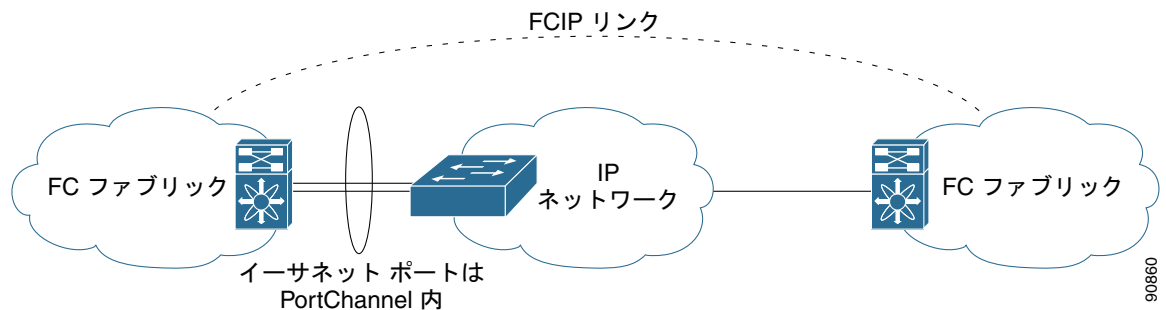 FCIP リンク
FC ファブリック
IP
ネットワーク
FC ファブリック
イーサネット ポートは
PortChannel 内
90860